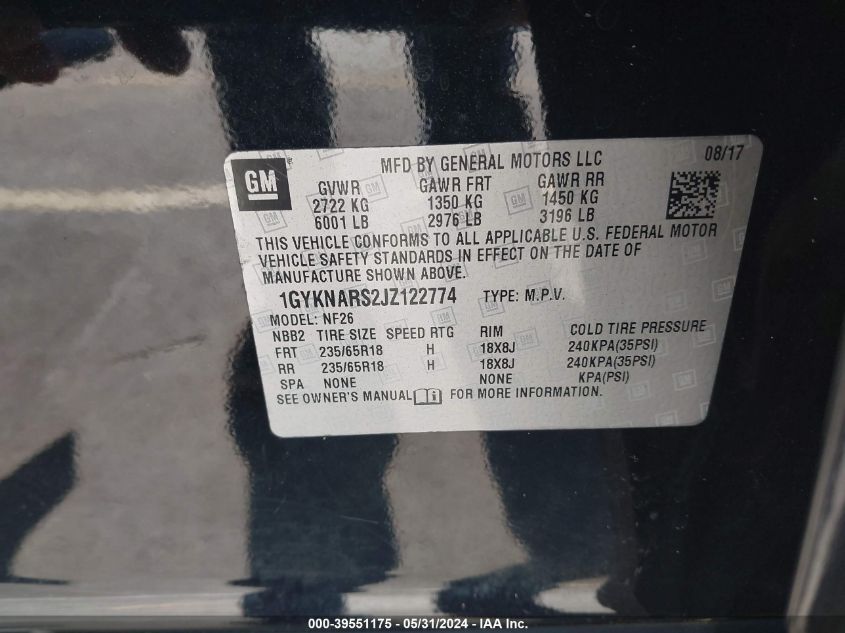 GM
MFD BY GENERAL MOTORS LLC 08/17
GVWR GAWR FRT GAWR RR
2722 KG 1350 KG 1450 KG
6001 LB 2976 LB 3196 LB
THIS VEHICLE CONFORMS TO ALL APPLICABLE U.S. FEDERAL MOTOR
VEHICLE SAFETY STANDARDS IN EFFECT ON THE DATE OF
MANUFACTURE SHOWN ABOVE.
1GYKNARS2JZ122774 TYPE: M.P.V.
MODEL: NF26
NBB2 TIRE SIZE SPEED RTG RIM COLD TIRE PRESSURE
FRT 235/65R18 H 18X8J 240KPA(35PSI)
RR 235/65R18 H 18X8J 240KPA(35PSI)
SPA NONE NONE KPA(PSI)
SEE OWNER'S MANUAL FOR MORE INFORMATION.
000-39551175 - 05/31/2024 - IAA Inc.